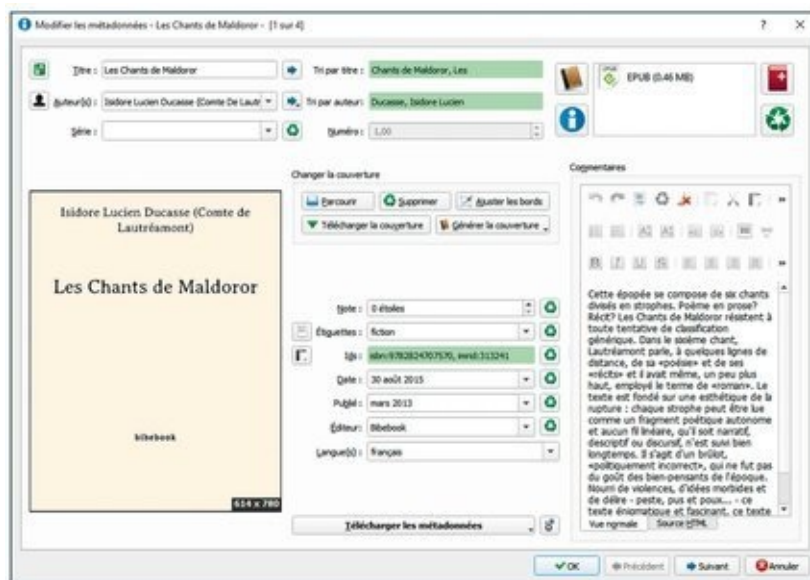 Modifier les métadonnées - Les Chants de Maldoror - [1 sur 4]
Titre : Les Chants de Maldoror Tri par titre : Chants de Maldoror, Les
Auteur(s) : Isidore Lucien Ducasse (Comte De Lautr Tri par auteur: Ducasse, Isidore Lucien
Série : Numéro : 1,00
EPUB (0.46 MB)
Changer la couverture
Parcourir Supprimer Ajuster les bords
Télécharger la couverture Générer la couverture
Isidore Lucien Ducasse (Comte de
Lautréamont)
Les Chants de Maldoror
bibebook
614 x 780
Note : 0 étoiles
Étiquettes : fiction
Ids : isbn:9782824707570,
Date : 30 août 2015
Publié : mars 2013
Éditeur: Bibebook
Langue(s) : français
Télécharger les métadonnées
Commentaires
Cette épopée se compose de six chants
divisés en strophes. Poème en prose?
Récit? Les Chants de Maldoror résistent à
toute tentative de classification
générique. Dans le sixième chant,
Lautréamont parle, à quelques lignes de
distance, de sa «poésie» et de ses
«récits» et il avait même, un peu plus
haut, employé le terme de «roman». Le
texte est fondé sur une esthétique de la
rupture : chaque strophe peut être lue
comme un fragment poétique autonome
et aucun fil linéaire, qu'il soit narratif,
descriptif ou discursif, n'est suivi bien
longtemps. Il s'agit d'un brûlot,
«politiquement incorrect», qui ne fut pas
du goût des bien-pensants de l'époque.
Nourri de violences, d'idées morbides et
de délire - peste, pus et poux... - ce
texte énigmatique et fascinant, ce texte
Vue normale Source HTML
OK Précédent Suivant Annuler